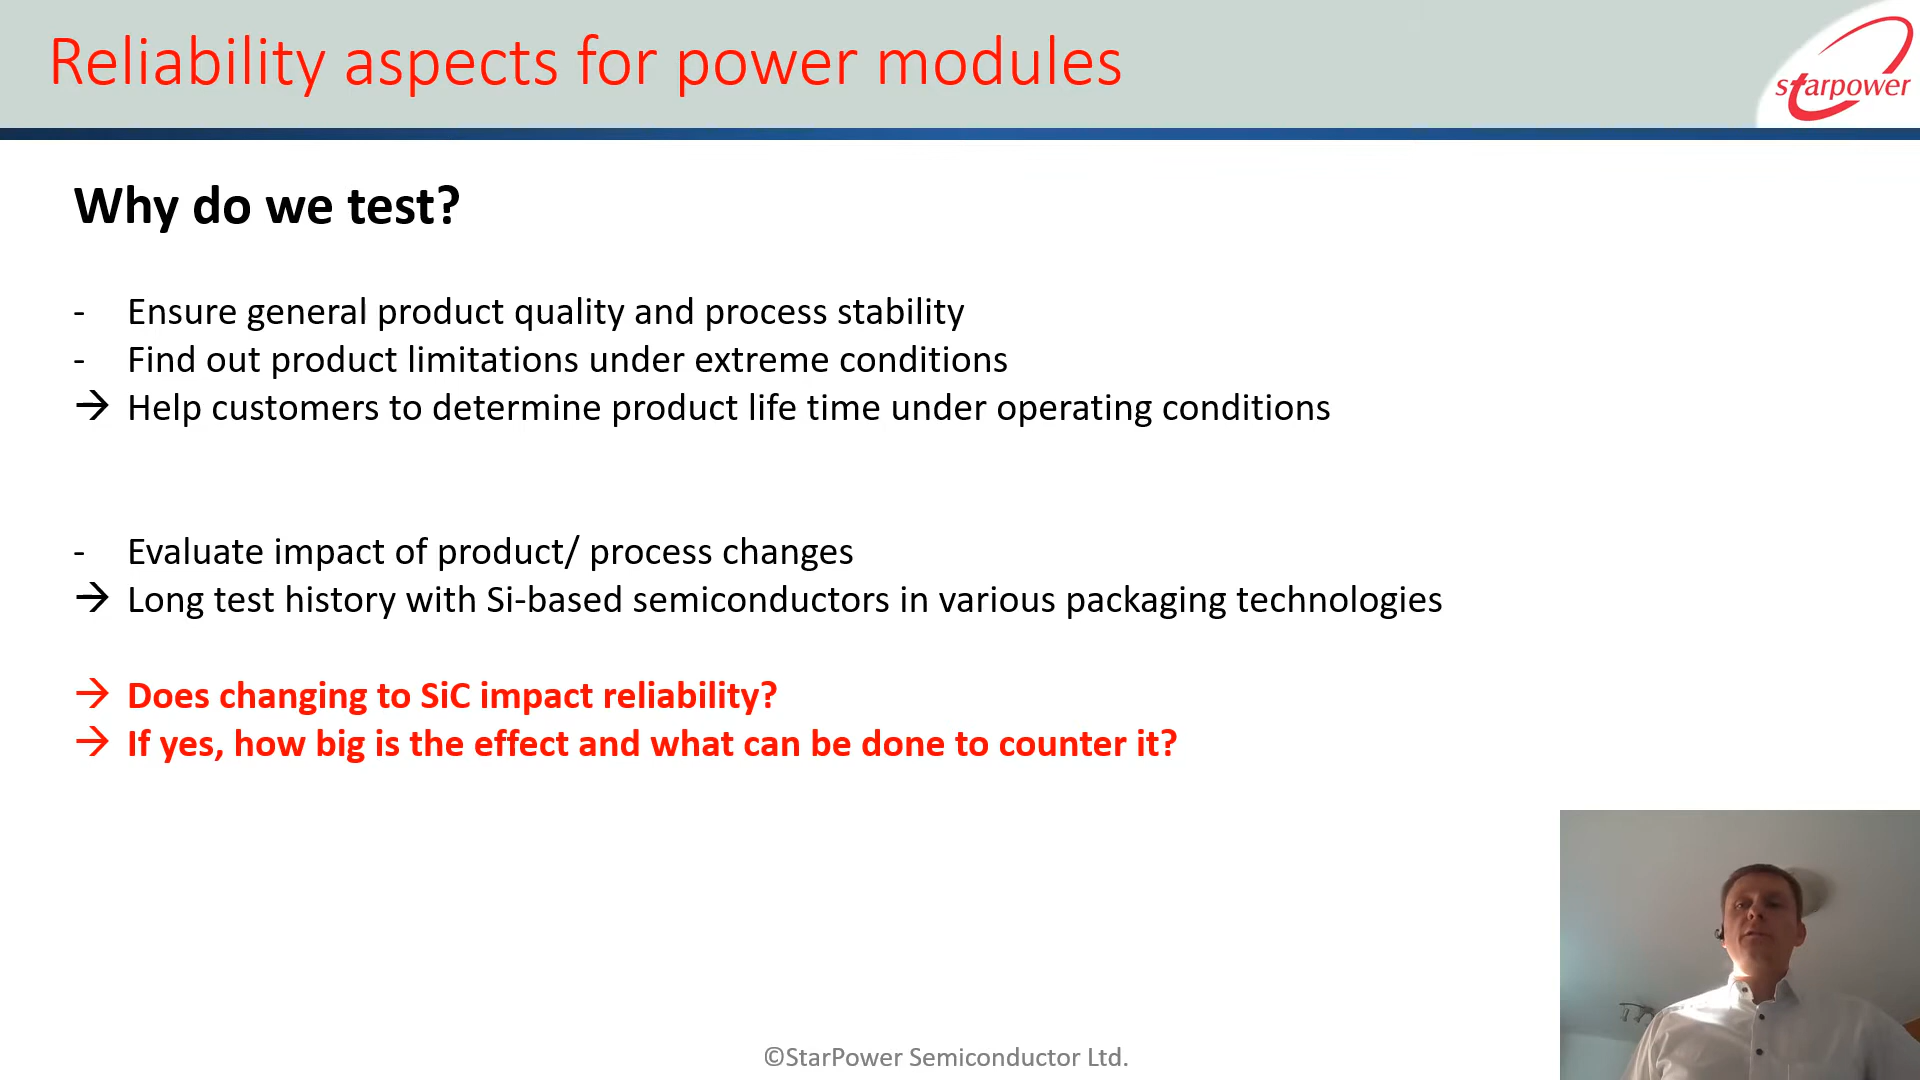 Reliability aspects for power modules
starpower
Why do we test?
- Ensure general product quality and process stability
- Find out product limitations under extreme conditions
→ Help customers to determine product life time under operating conditions
- Evaluate impact of product/ process changes
→ Long test history with Si-based semiconductors in various packaging technologies
→ Does changing to SiC impact reliability?
→ If yes, how big is the effect and what can be done to counter it?
©StarPower Semiconductor Ltd.